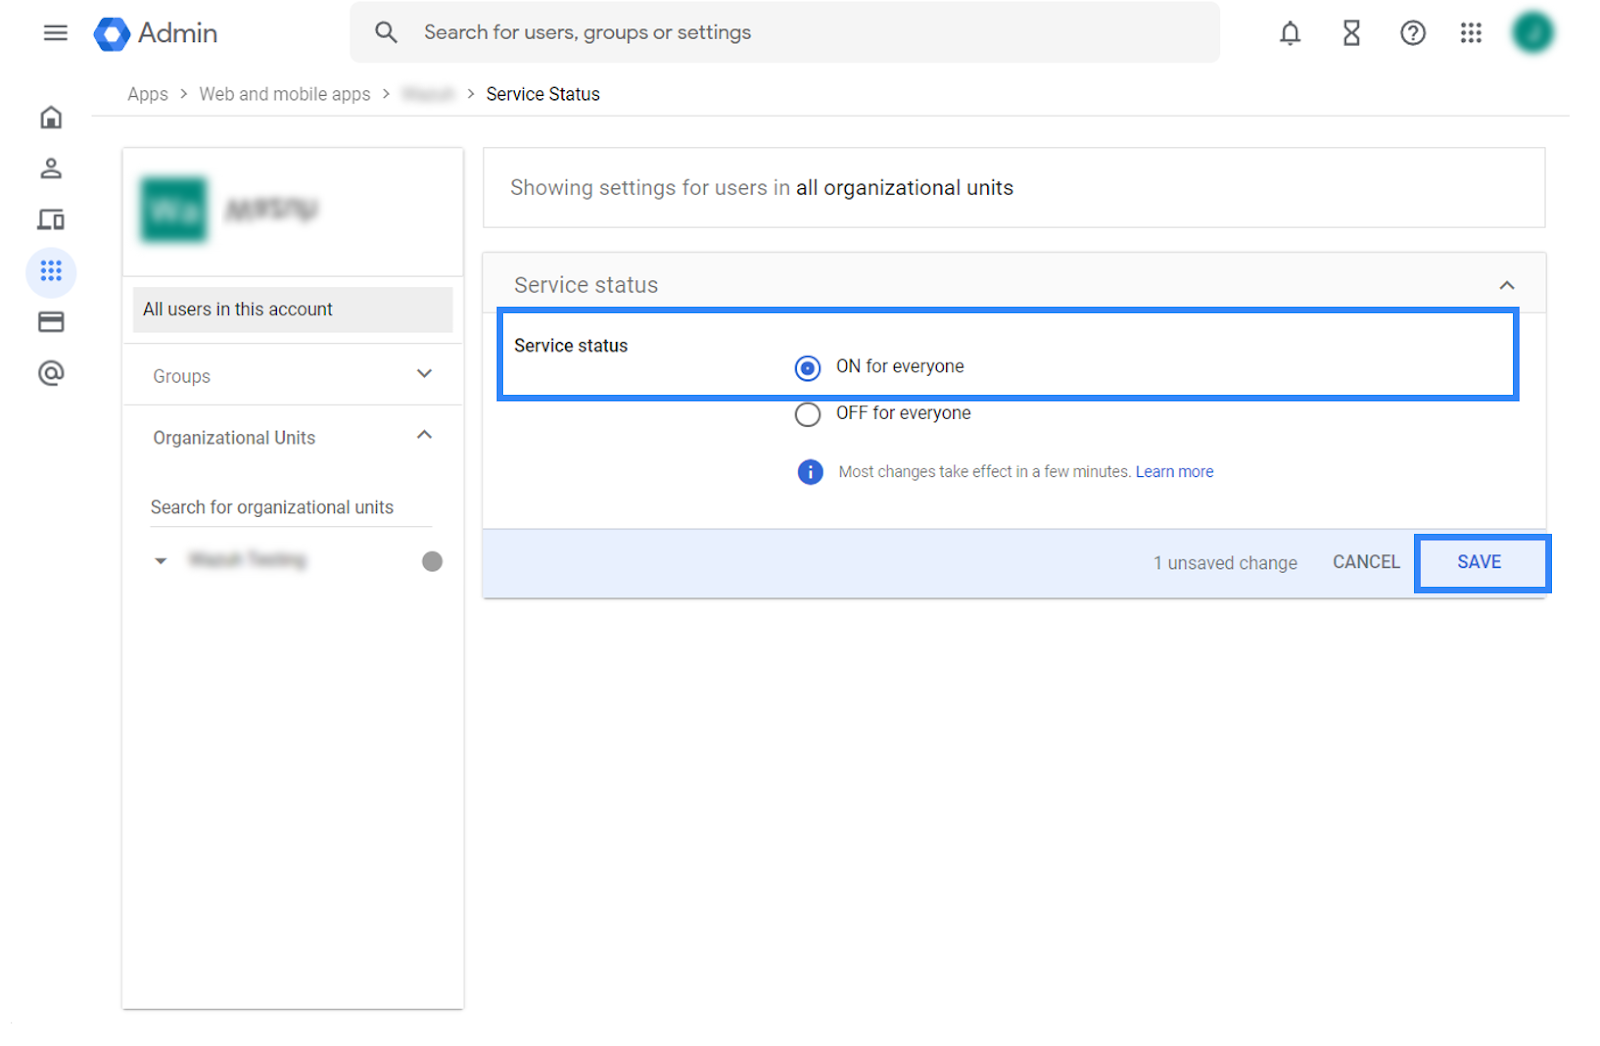 Admin
Search for users, groups or settings
Apps > Web and mobile apps > > Service Status
Showing settings for users in all organizational units
All users in this account
Groups
Organizational Units
Search for organizational units
Service status
Service status
ON for everyone
OFF for everyone
Most changes take effect in a few minutes. Learn more
1 unsaved change CANCEL SAVE